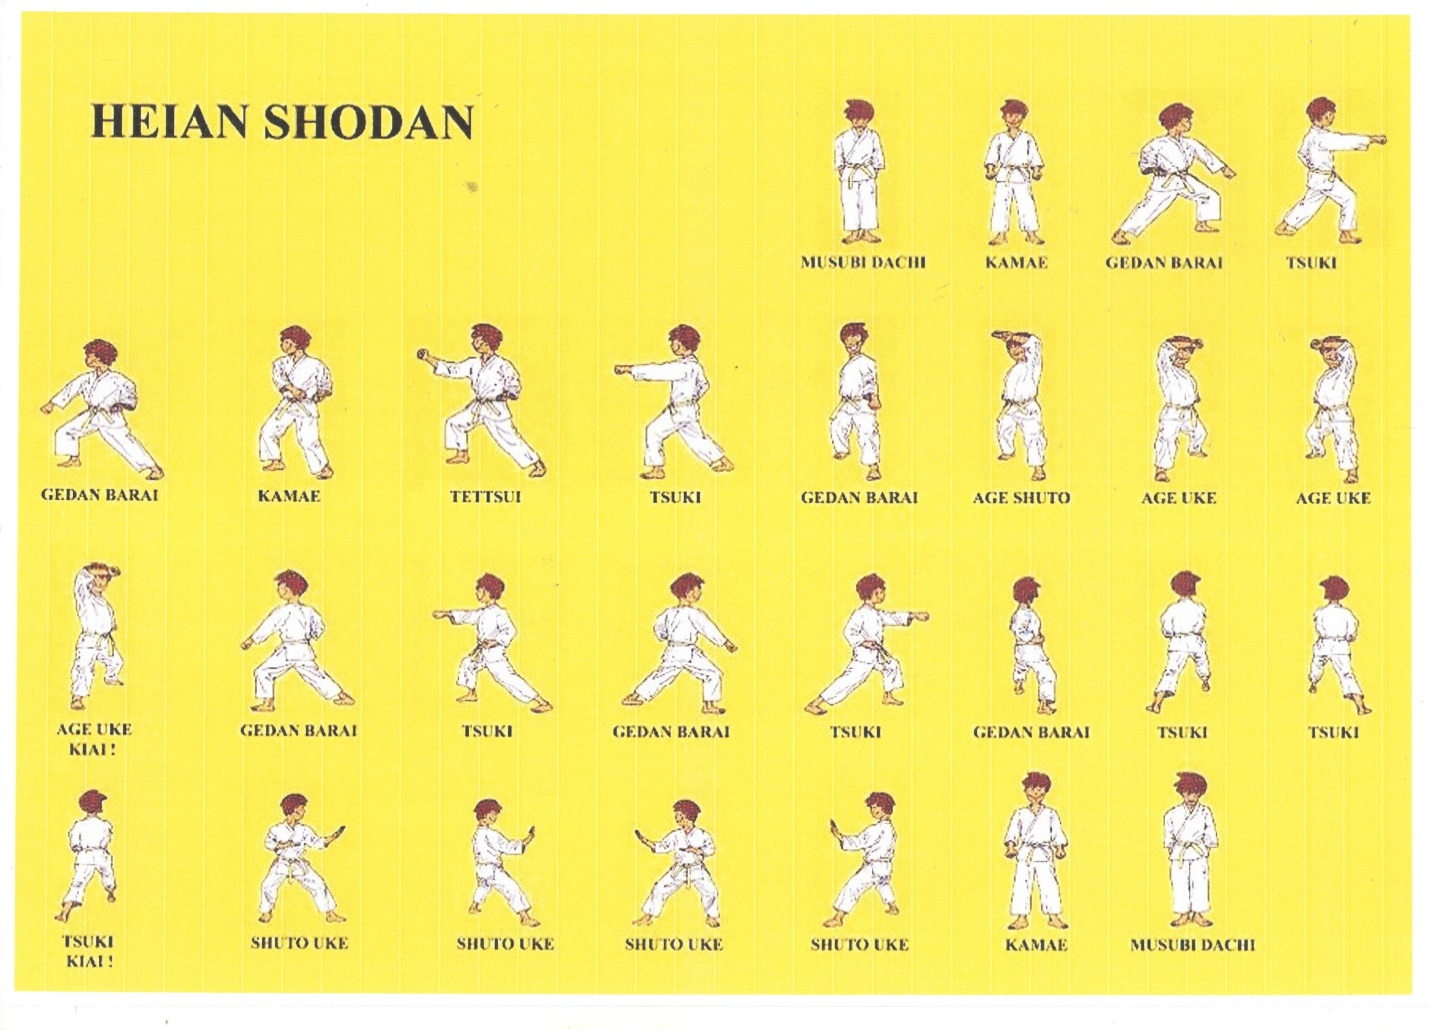 HEIAN SHODAN
MUSUBI DACHI
KAMAE
GEDAN BARAI
TSUKI
GEDAN BARAI
KAMAE
TETTSUI
TSUKI
GEDAN BARAI
AGE SHUTO
AGE UKE
AGE UKE
AGE UKE
KIAI !
GEDAN BARAI
TSUKI
GEDAN BARAI
TSUKI
GEDAN BARAI
TSUKI
TSUKI
TSUKI
KIAI !
SHUTO UKE
SHUTO UKE
SHUTO UKE
SHUTO UKE
KAMAE
MUSUBI DACHI